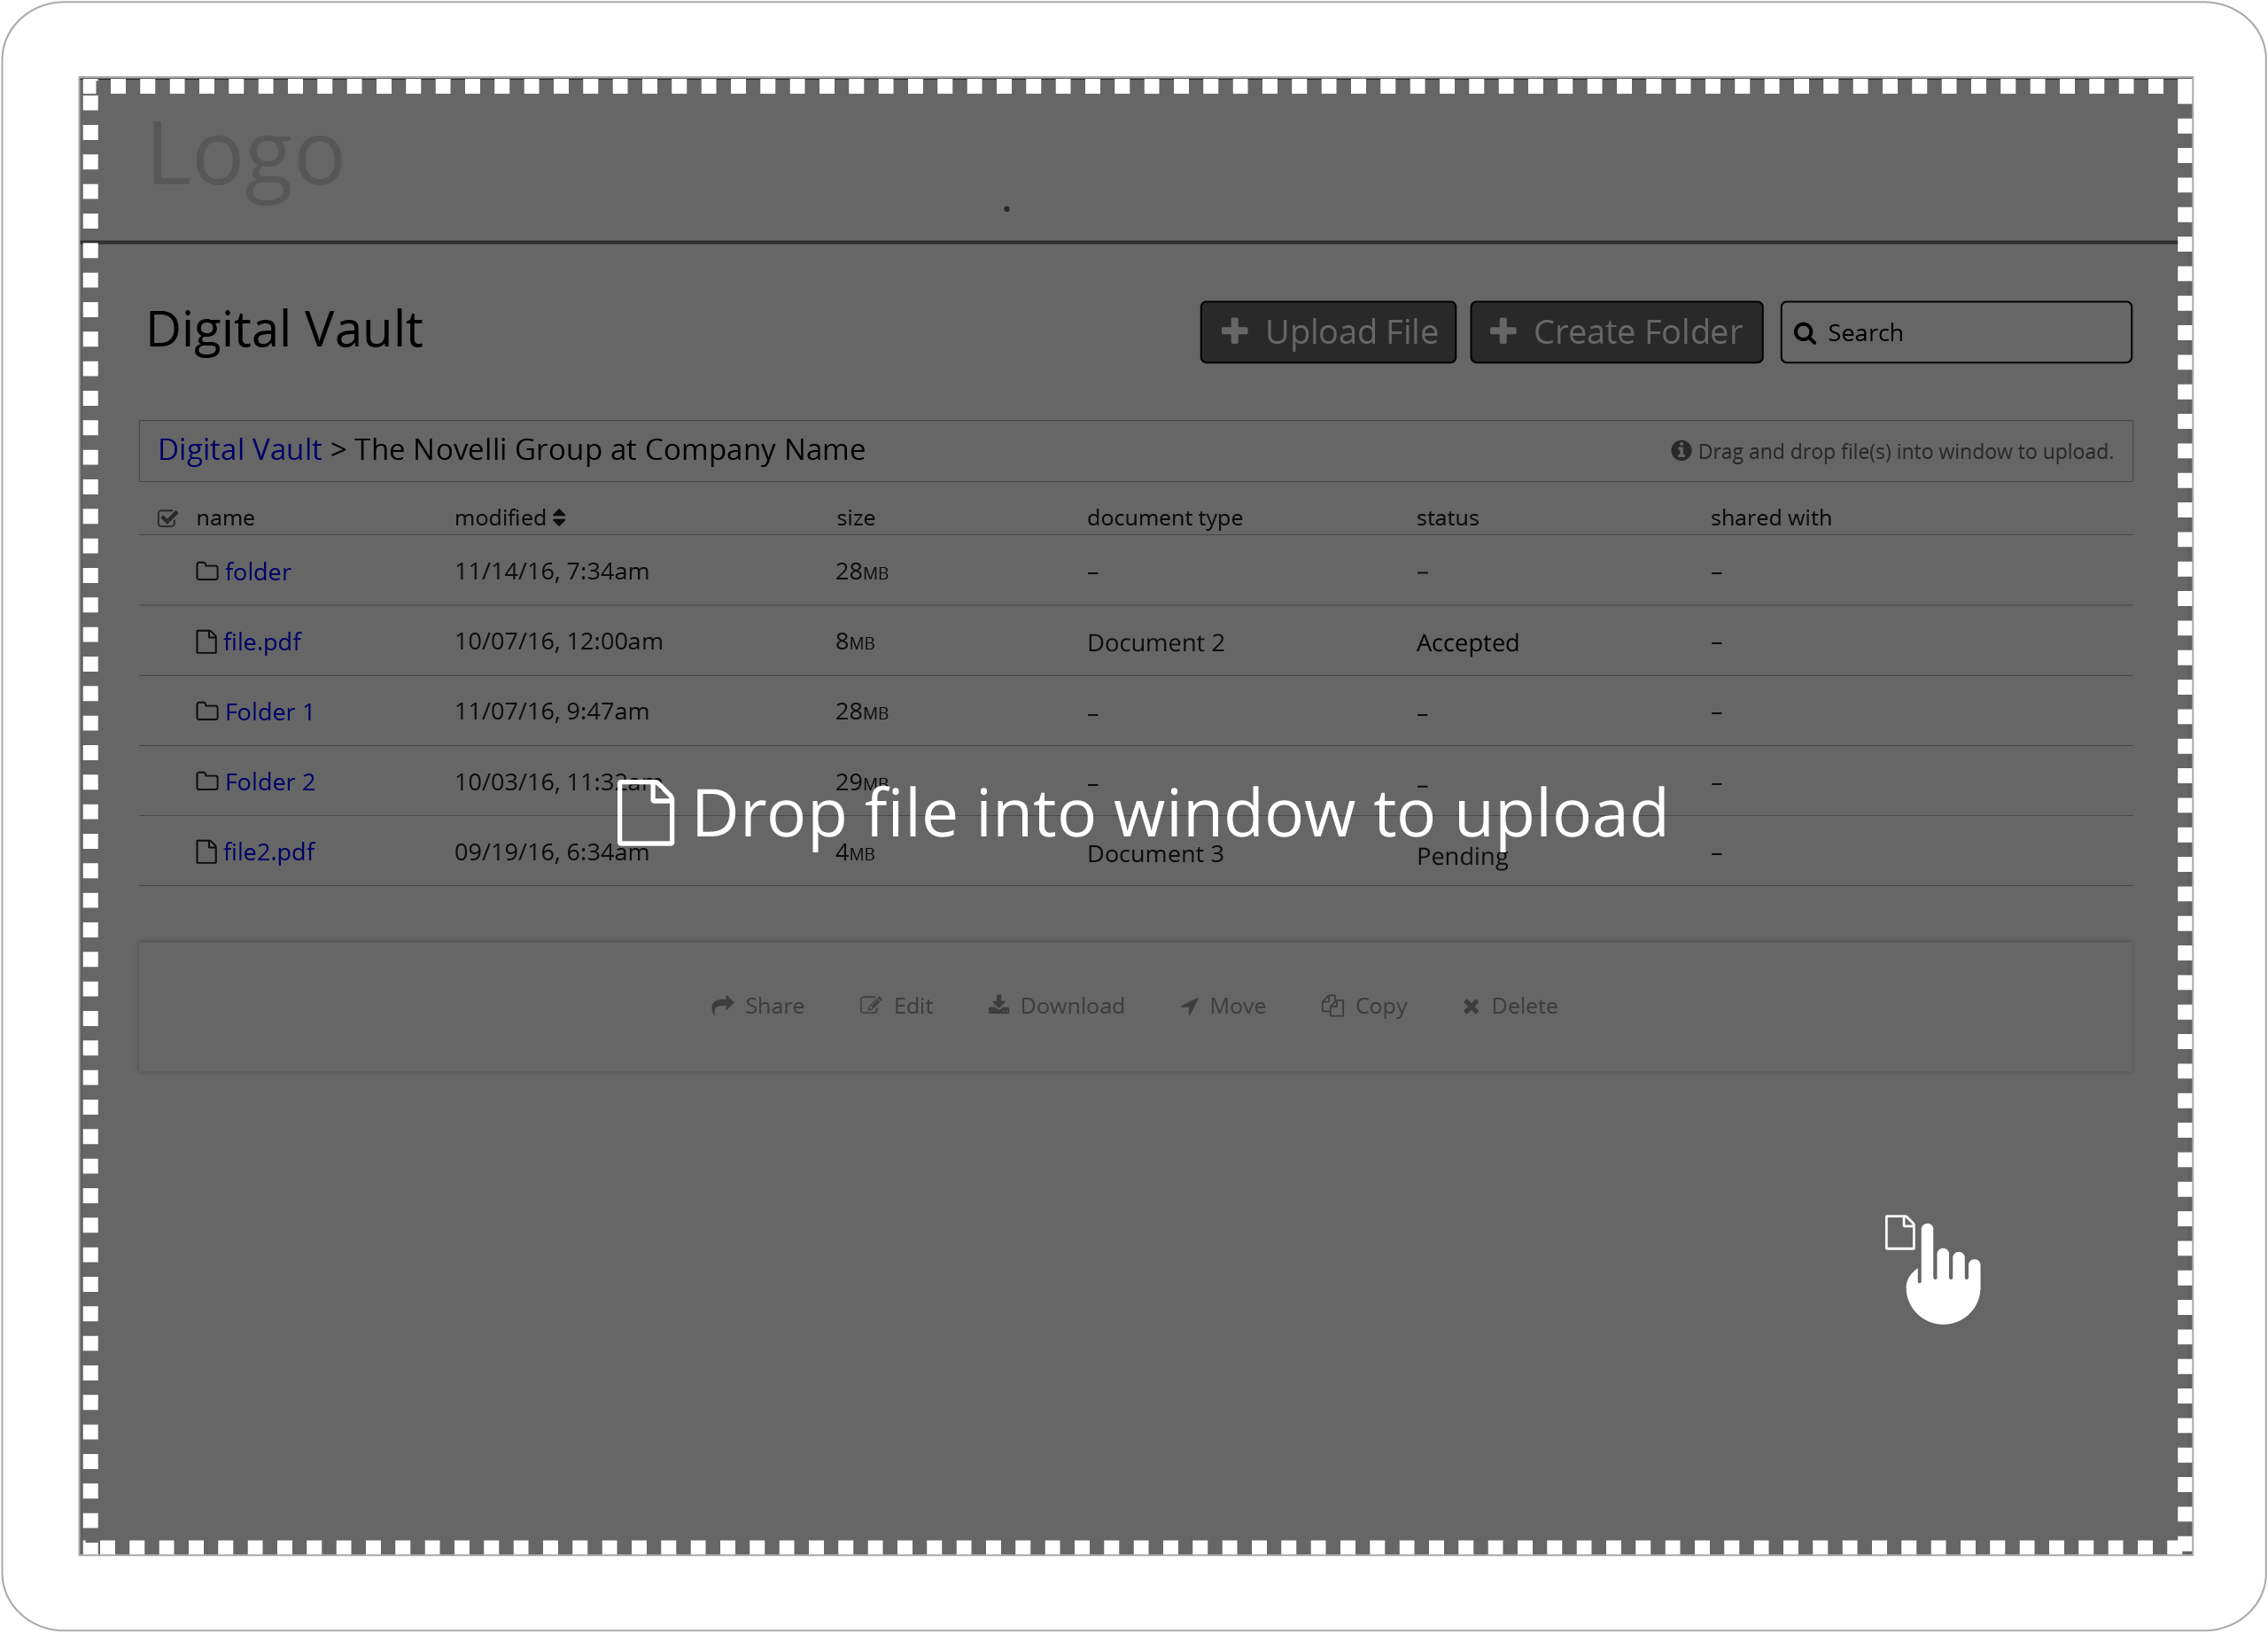 Logo
Digital Vault
Upload File
Create Folder
Search
Digital Vault > The Novelli Group at Company Name
Drag and drop file(s) into window to upload.
name modified size document type status shared with
folder 11/14/16, 7:34am 28MB – – –
file.pdf 10/07/16, 12:00am 8MB Document 2 Accepted –
Folder 1 11/07/16, 9:47am 28MB – – –
Folder 2 10/03/16, 11:32am 29MB – – –
Drop file into window to upload
file2.pdf 09/19/16, 6:34am 4MB Document 3 Pending –
Share Edit Download Move Copy Delete